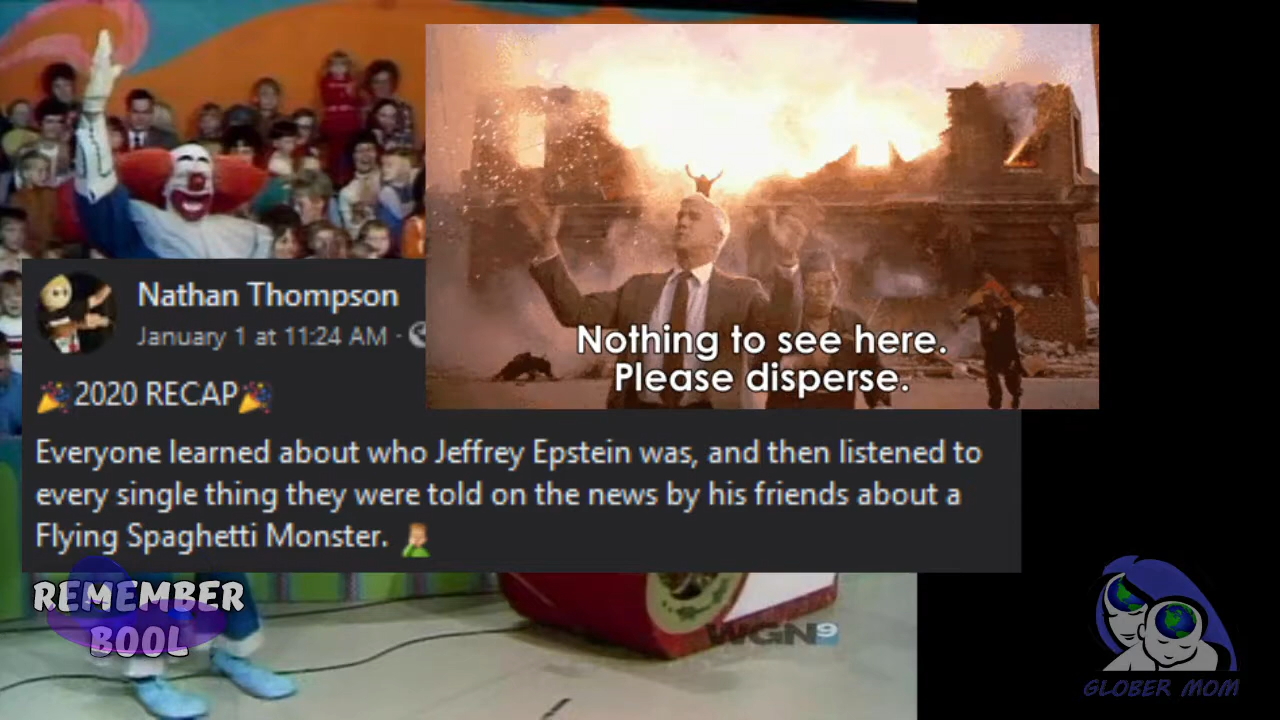 Nothing to see here.
Please disperse.
Nathan Thompson
January 1 at 11:24 AM ·
🎉2020 RECAP🎉
Everyone learned about who Jeffrey Epstein was, and then listened to
every single thing they were told on the news by his friends about a
Flying Spaghetti Monster. 🤦
REMEMBER
BOOL
WGN9
GLOBER MOM